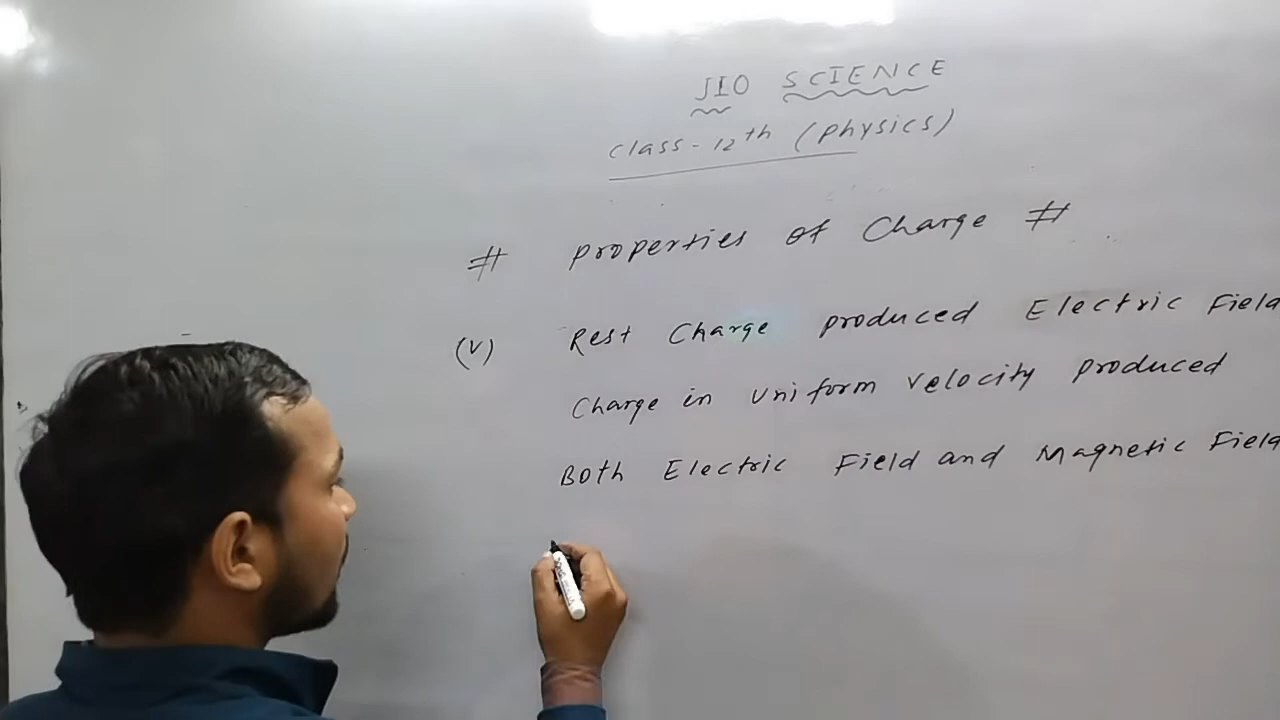 JIO SCIENCE
Class-12th (Physics)
# Properties of Charge #
(V) Rest Charge produced Electric Field
Charge in Uniform velocity produced
Both Electric Field and Magnetic Field